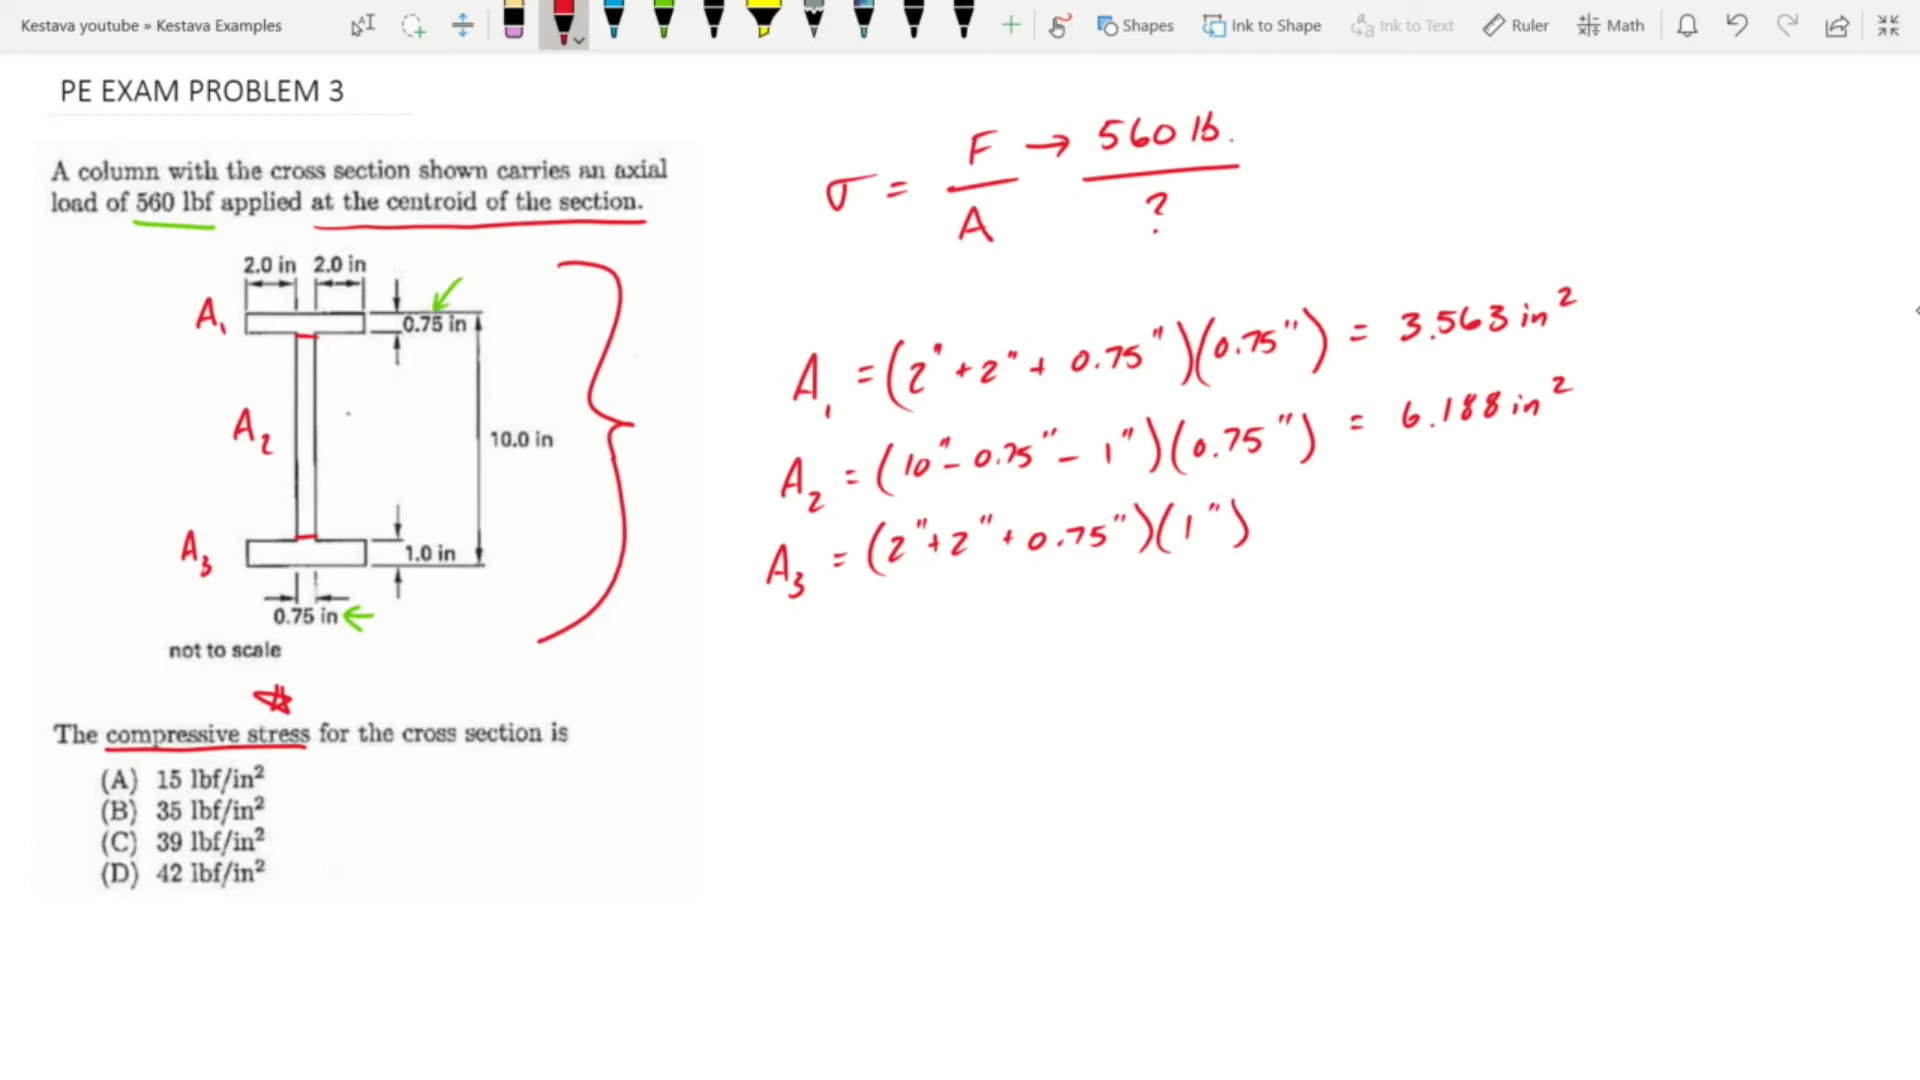 Kestava youtube » Kestava Examples
Shapes Ink to Shape Ink to Text Ruler Math
PE EXAM PROBLEM 3
A column with the cross section shown carries an axial
load of 560 lbf applied at the centroid of the section.
2.0 in 2.0 in
A₁
0.75 in
A₂
10.0 in
A₃
1.0 in
0.75 in
not to scale
The compressive stress for the cross section is
(A) 15 lbf/in²
(B) 35 lbf/in²
(C) 39 lbf/in²
(D) 42 lbf/in²
σ = F/A → 560 lb./?
A₁ = (2" + 2" + 0.75")(0.75") = 3.563 in²
A₂ = (10" - 0.75" - 1")(0.75") = 6.188 in²
A₃ = (2" + 2" + 0.75")(1")